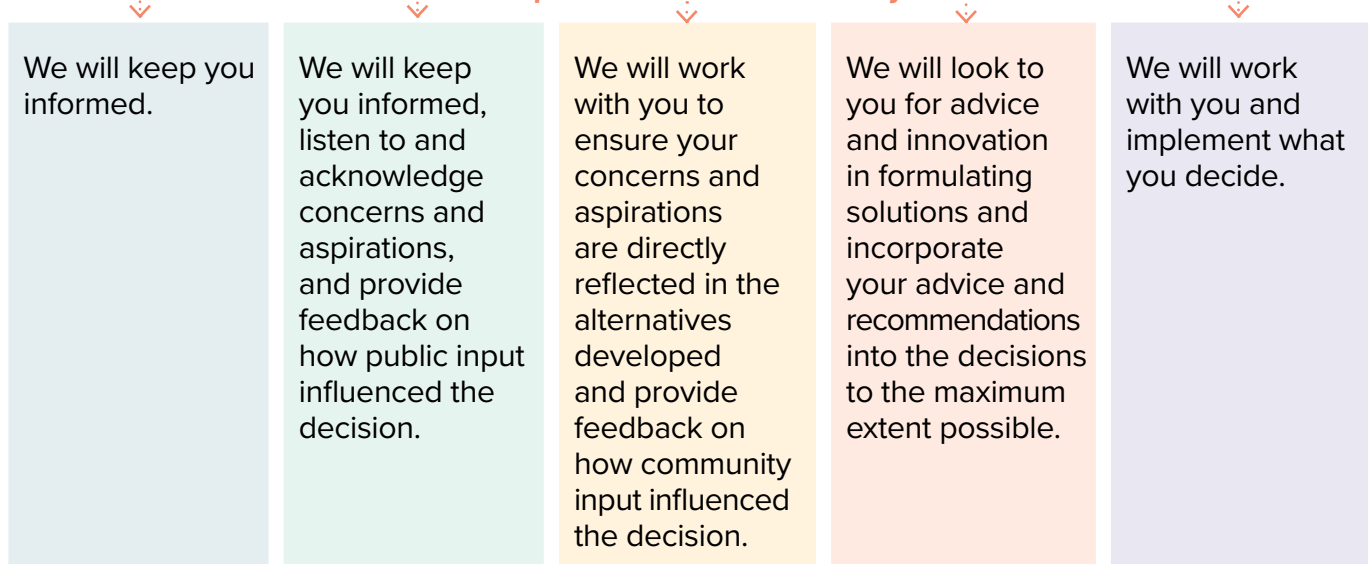 We will keep you
informed.
We will keep
you informed,
listen to and
acknowledge
concerns and
aspirations,
and provide
feedback on
how public input
influenced the
decision.
We will work
with you to
ensure your
concerns and
aspirations
are directly
reflected in the
alternatives
developed
and provide
feedback on
how community
input influenced
the decision.
We will look to
you for advice
and innovation
in formulating
solutions and
incorporate
your advice and
recommendations
into the decisions
to the maximum
extent possible.
We will work
with you and
implement what
you decide.